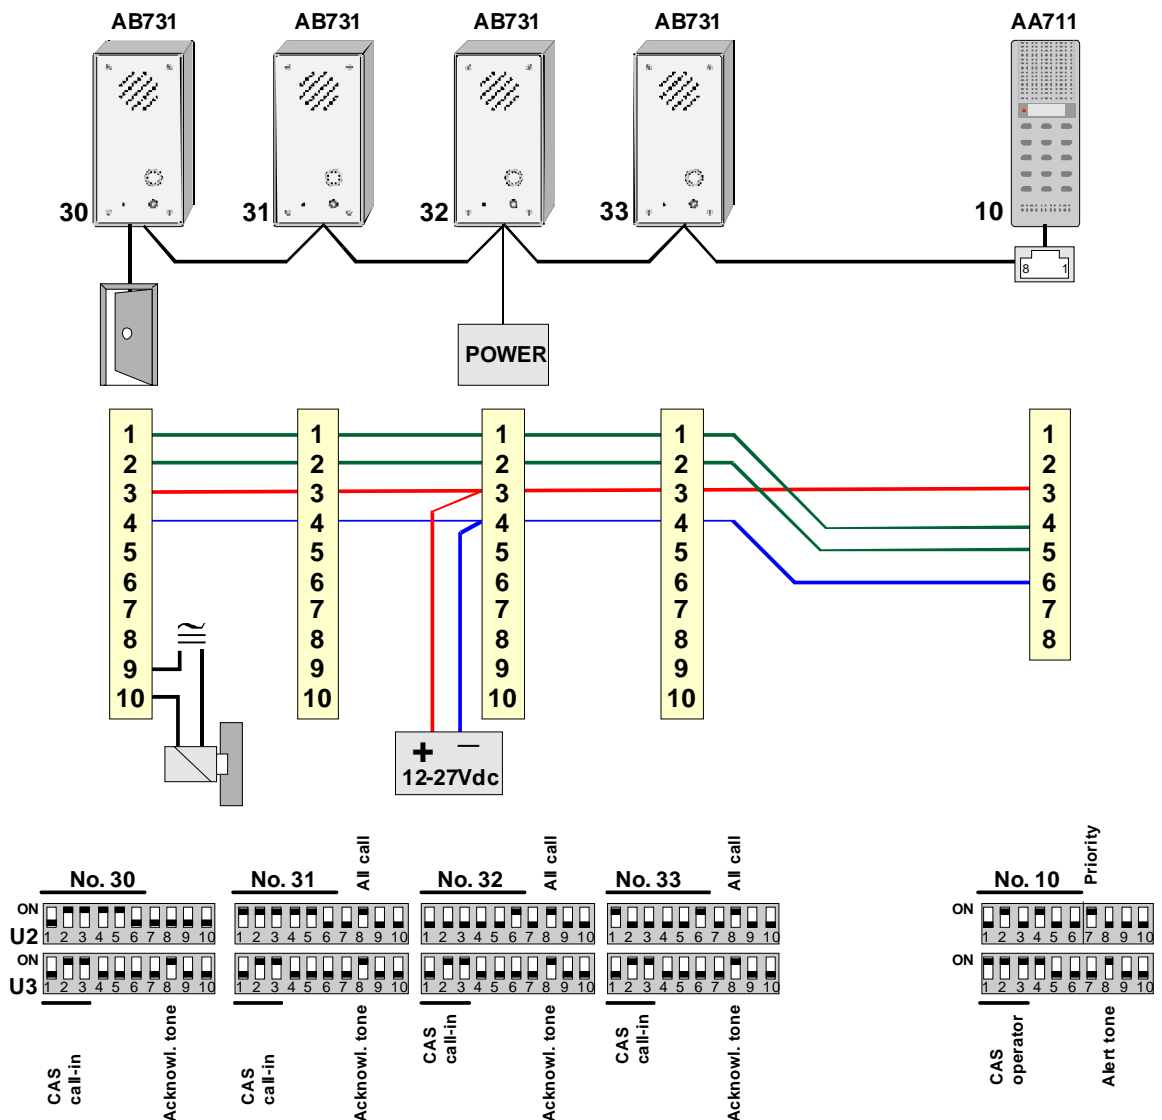 AB731 AB731 AB731 AB731 AA711
30 31 32 33 10
8 1
POWER
1 1 1 1 1
2 2 2 2 2
3 3 3 3 3
4 4 4 4 4
5 5 5 5 5
6 6 6 6 6
7 7 7 7 7
8 8 8 8 8
9 9 9 9
10 10 10 10
+ −
12-27Vdc
All call All call All call Priority
No. 30 No. 31 No. 32 No. 33 No. 10
ON ON
U2 1 2 3 4 5 6 7 8 9 10 1 2 3 4 5 6 7 8 9 10 1 2 3 4 5 6 7 8 9 10 1 2 3 4 5 6 7 8 9 10 1 2 3 4 5 6 7 8 9 10
ON ON
U3 1 2 3 4 5 6 7 8 9 10 1 2 3 4 5 6 7 8 9 10 1 2 3 4 5 6 7 8 9 10 1 2 3 4 5 6 7 8 9 10 1 2 3 4 5 6 7 8 9 10
CAS
call-in
Acknowl. tone
CAS
call-in
Acknowl. tone
CAS
call-in
Acknowl. tone
CAS
call-in
Acknowl. tone
CAS
operator
Alert tone